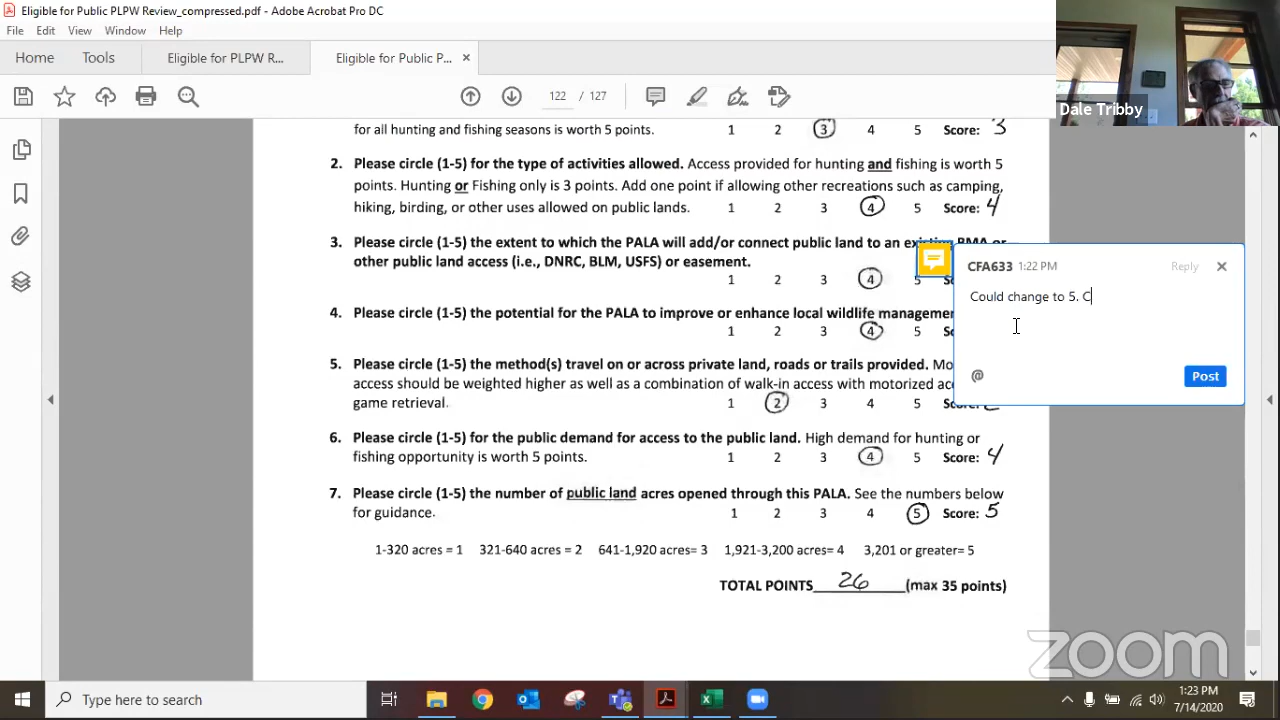 Eligible for Public PLPW Review_compressed.pdf - Adobe Acrobat Pro DC
File Edit View Window Help
Home Tools Eligible for PLPW R... Eligible for Public P... ×
122 / 127
Dale Tribby
for all hunting and fishing seasons is worth 5 points. 1 2 3 4 5 Score: 3
2. Please circle (1-5) for the type of activities allowed. Access provided for hunting and fishing is worth 5
points. Hunting or Fishing only is 3 points. Add one point if allowing other recreations such as camping,
hiking, birding, or other uses allowed on public lands. 1 2 3 4 5 Score: 4
3. Please circle (1-5) the extent to which the PALA will add/or connect public land to an existing BMA or
other public land access (i.e., DNRC, BLM, USFS) or easement.
1 2 3 4 5
4. Please circle (1-5) the potential for the PALA to improve or enhance local wildlife
1 2 3 4 5
5. Please circle (1-5) the method(s) travel on or across private land, roads or trails provided.
access should be weighted higher as well as a combination of walk-in access with motorized
game retrieval. 1 2 3 4 5 Score:
6. Please circle (1-5) for the public demand for access to the public land. High demand for hunting or
fishing opportunity is worth 5 points. 1 2 3 4 5 Score: 4
7. Please circle (1-5) the number of public land acres opened through this PALA. See the numbers below
for guidance. 1 2 3 4 5 Score: 5
1-320 acres = 1 321-640 acres = 2 641-1,920 acres= 3 1,921-3,200 acres= 4 3,201 or greater= 5
TOTAL POINTS 26 (max 35 points)
CFA633 1:22 PM Reply
Could change to 5. C
@ Post
zoom
Type here to search
1:23 PM
7/14/2020